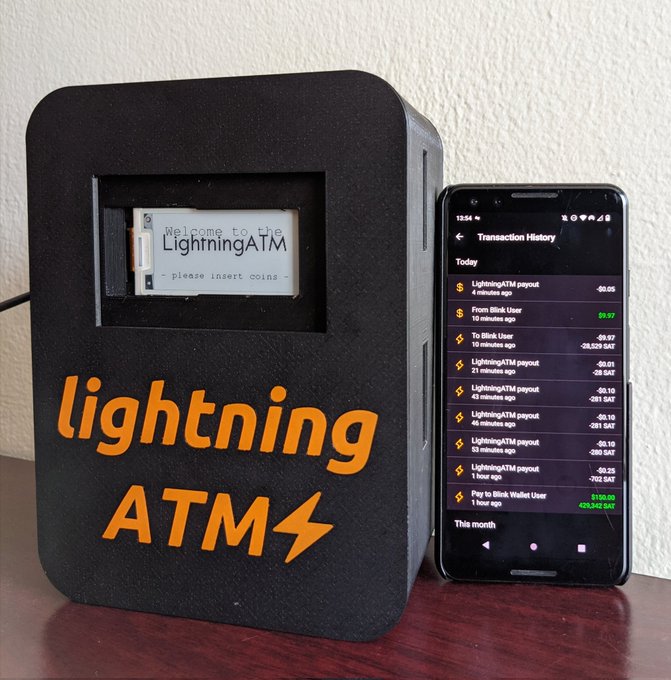 Welcome to the
LightningATM
- please insert coins -
lightning
ATM
13:54
Transaction History
Today
LightningATM payout
-$0.05
4 minutes ago
From Blink User
$9.97
10 minutes ago
To Blink User
-$9.97
10 minutes ago
-28,529 SAT
LightningATM payout
-$0.01
21 minutes ago
-28 SAT
LightningATM payout
-$0.10
43 minutes ago
-281 SAT
LightningATM payout
-$0.10
46 minutes ago
-281 SAT
LightningATM payout
-$0.10
53 minutes ago
-280 SAT
LightningATM payout
-$0.25
1 hour ago
-702 SAT
Pay to Blink Wallet User
$150.00
1 hour ago
429,342 SAT
This month